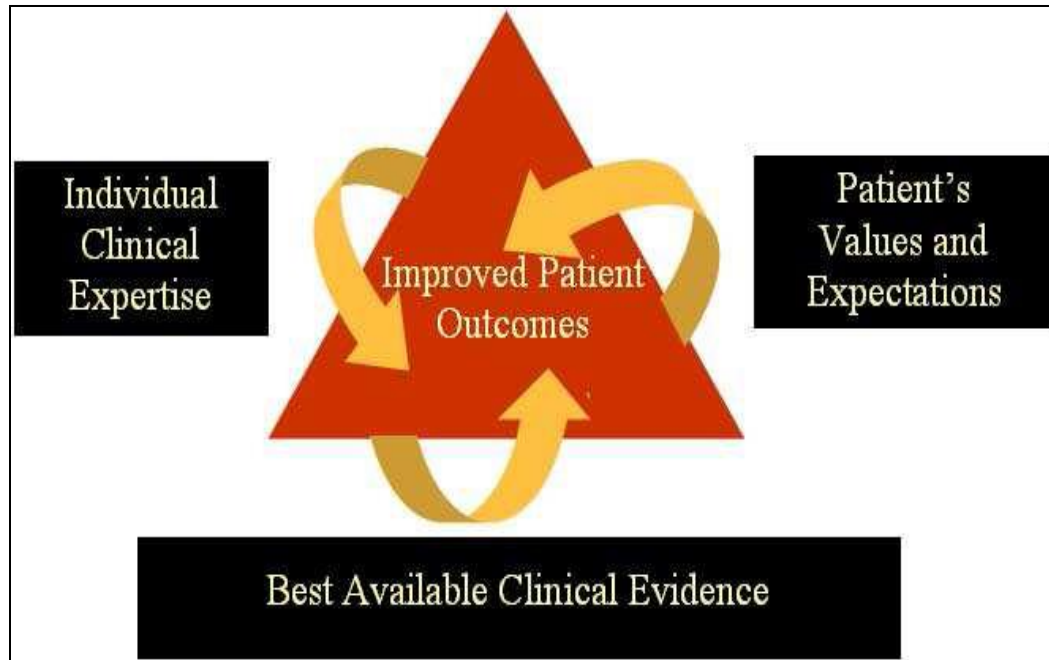 Individual
Clinical
Expertise
Patient's
Values and
Expectations
Improved Patient
Outcomes
Best Available Clinical Evidence